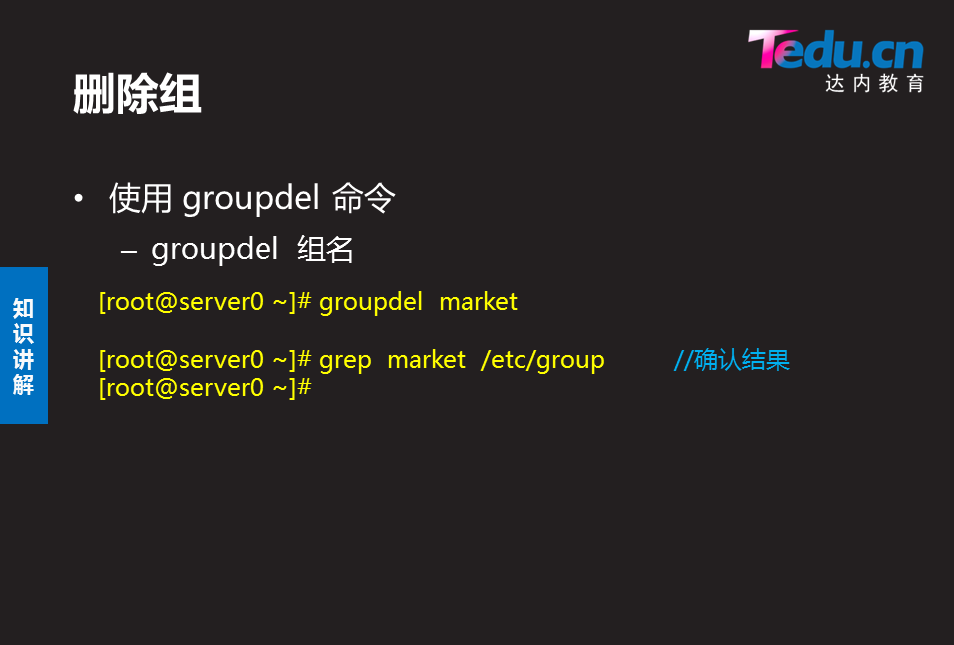 Tedu.cn
达内教育
删除组
• 使用 groupdel 命令
– groupdel 组名
[root@server0 ~]# groupdel market
[root@server0 ~]# grep market /etc/group //确认结果
[root@server0 ~]#
知识讲解